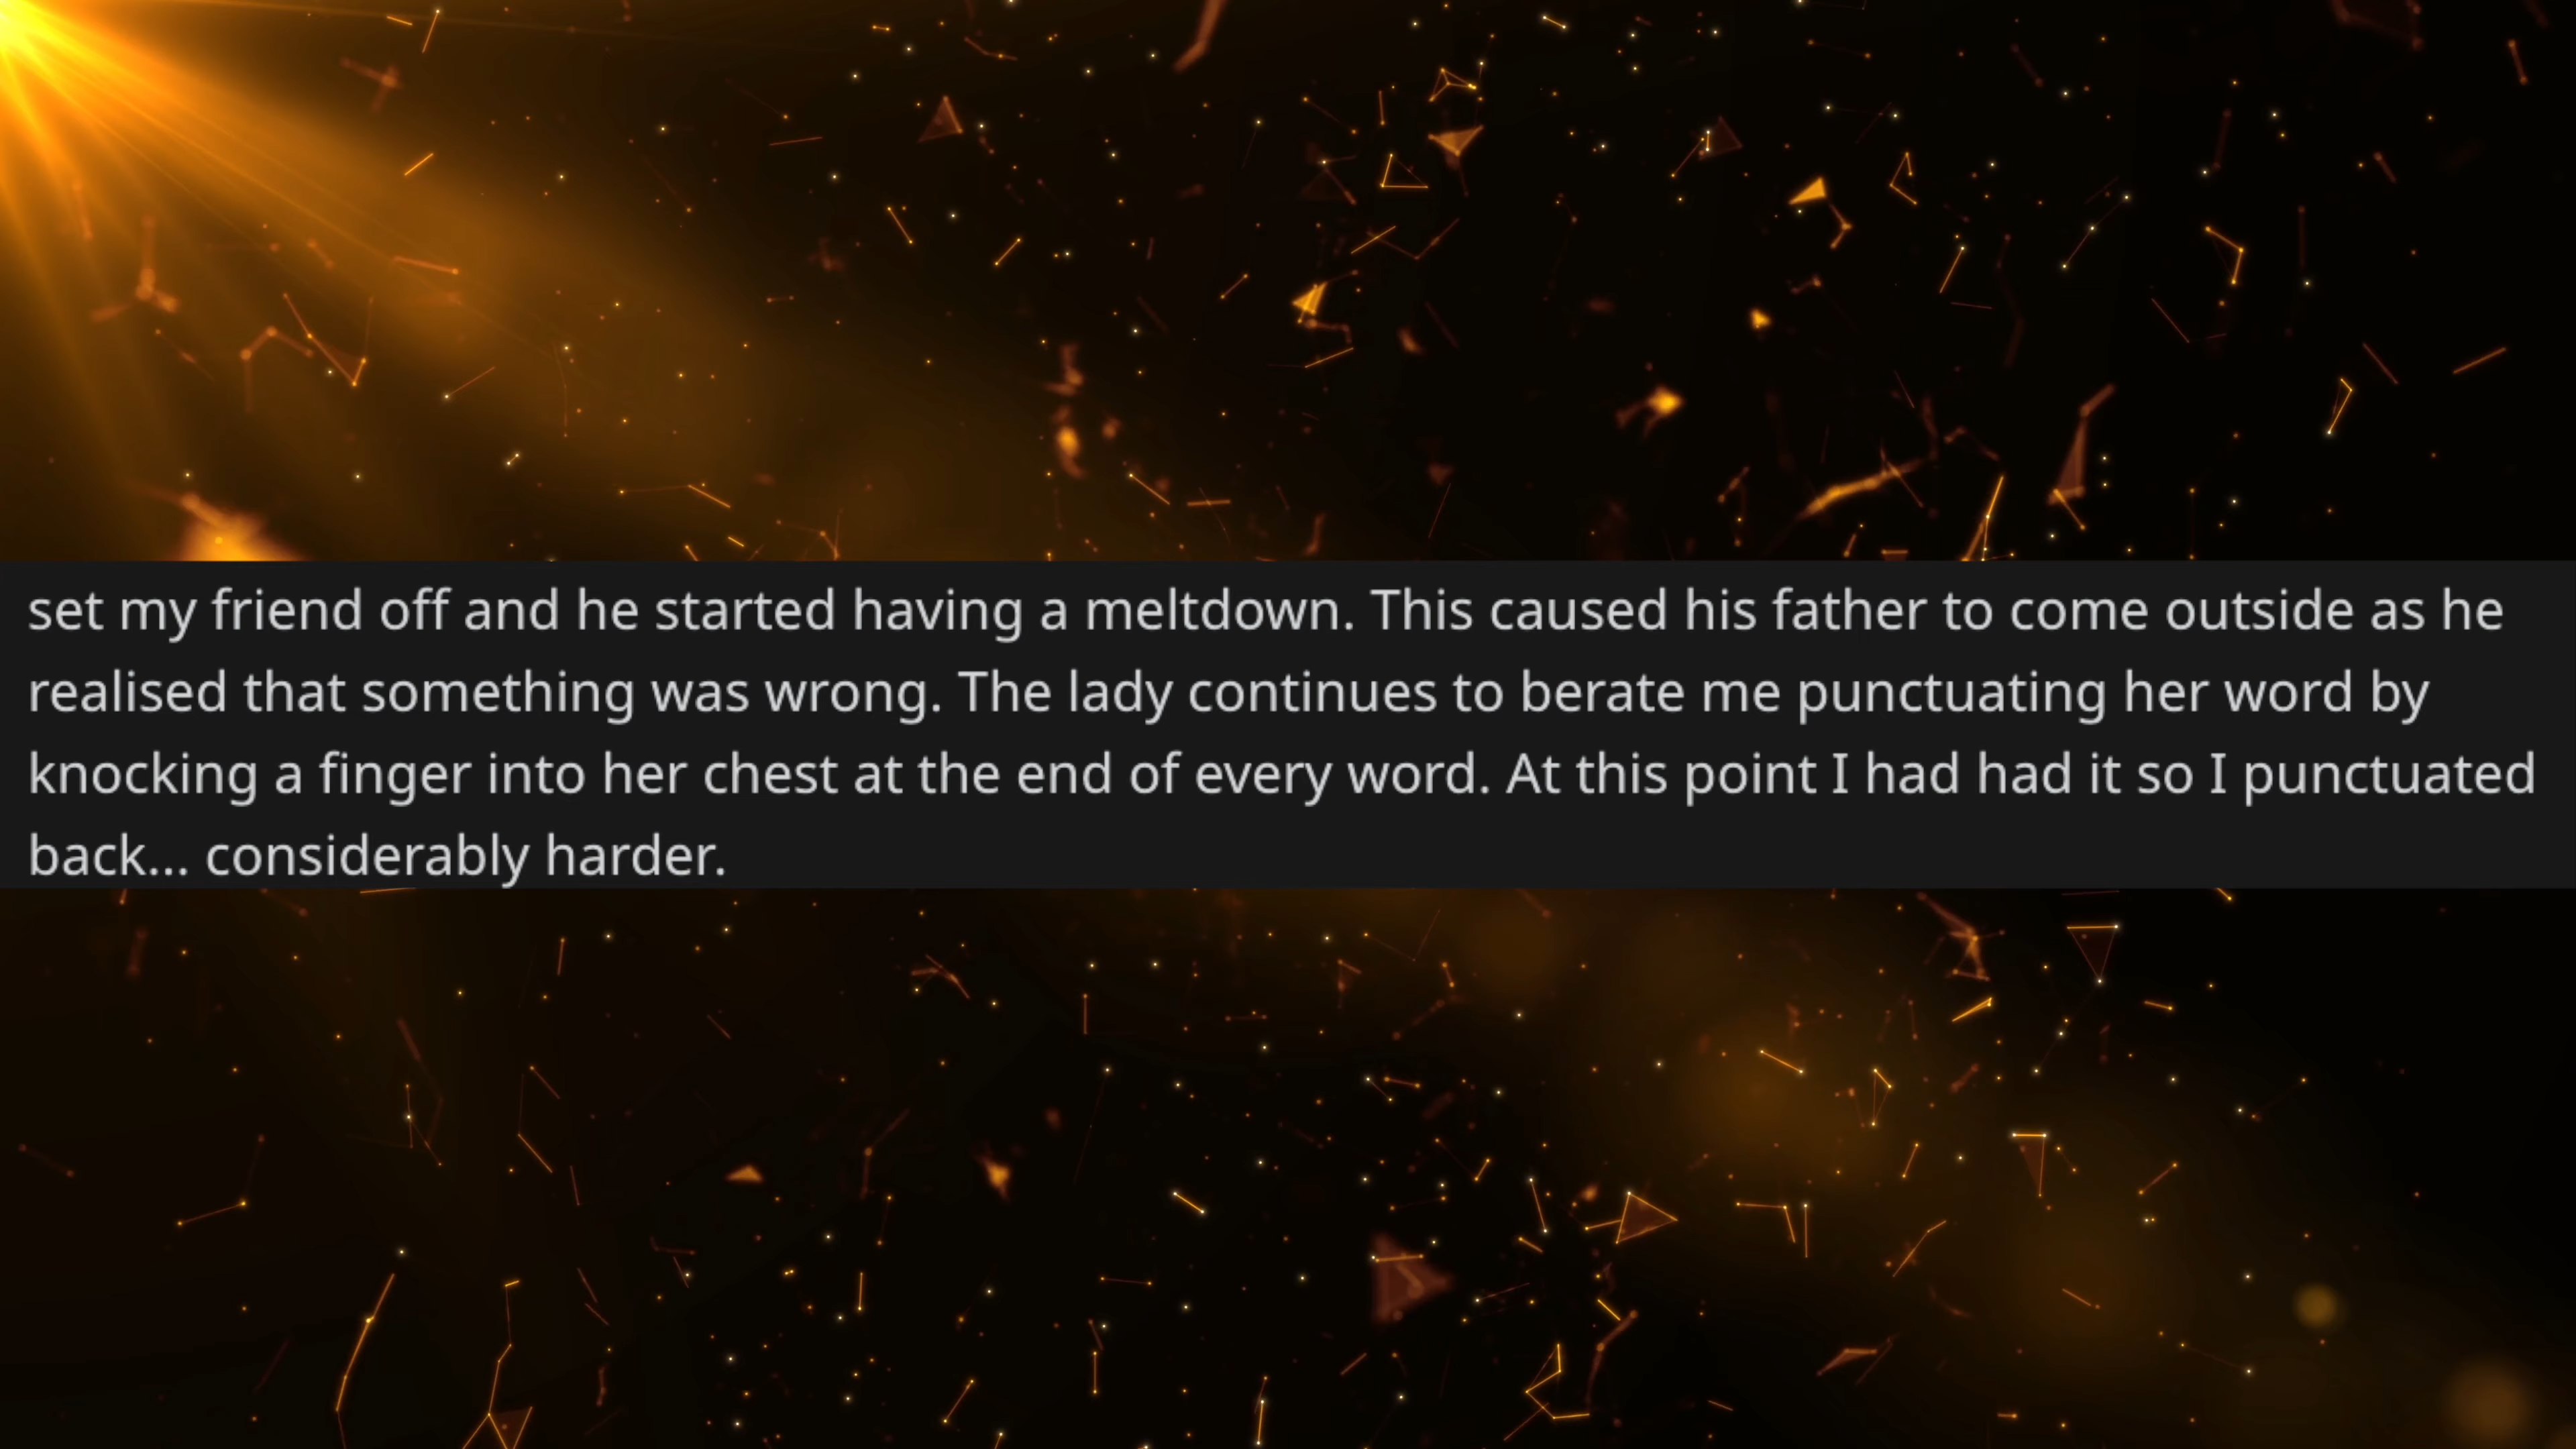 set my friend off and he started having a meltdown. This caused his father to come outside as he
realised that something was wrong. The lady continues to berate me punctuating her word by
knocking a finger into her chest at the end of every word. At this point I had had it so I punctuated
back... considerably harder.